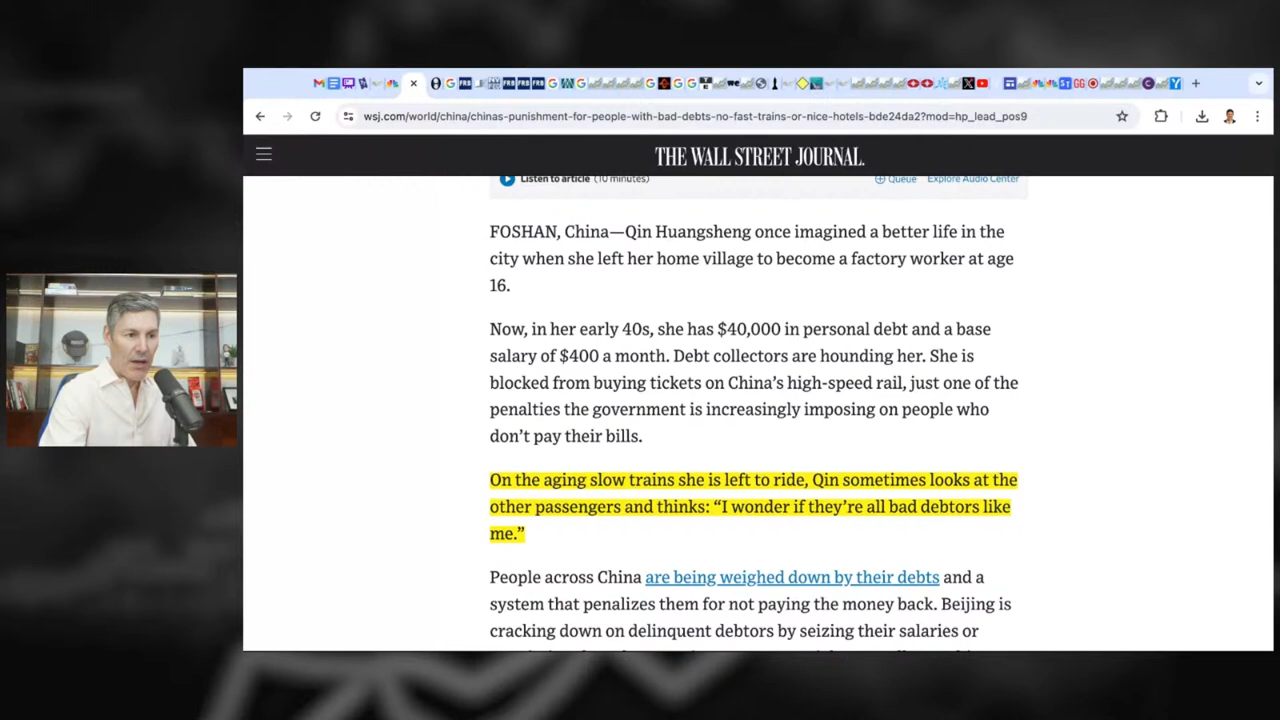 wsj.com/world/china/chinas-punishment-for-people-with-bad-debts-no-fast-trains-or-nice-hotels-bde24da2?mod=hp_lead_pos9
THE WALL STREET JOURNAL.
Listen to article (10 minutes)
Queue
Explore Audio Center
FOSHAN, China—Qin Huangsheng once imagined a better life in the
city when she left her home village to become a factory worker at age
16.
Now, in her early 40s, she has $40,000 in personal debt and a base
salary of $400 a month. Debt collectors are hounding her. She is
blocked from buying tickets on China’s high-speed rail, just one of the
penalties the government is increasingly imposing on people who
don’t pay their bills.
On the aging slow trains she is left to ride, Qin sometimes looks at the
other passengers and thinks: “I wonder if they’re all bad debtors like
me.”
People across China are being weighed down by their debts and a
system that penalizes them for not paying the money back. Beijing is
cracking down on delinquent debtors by seizing their salaries or